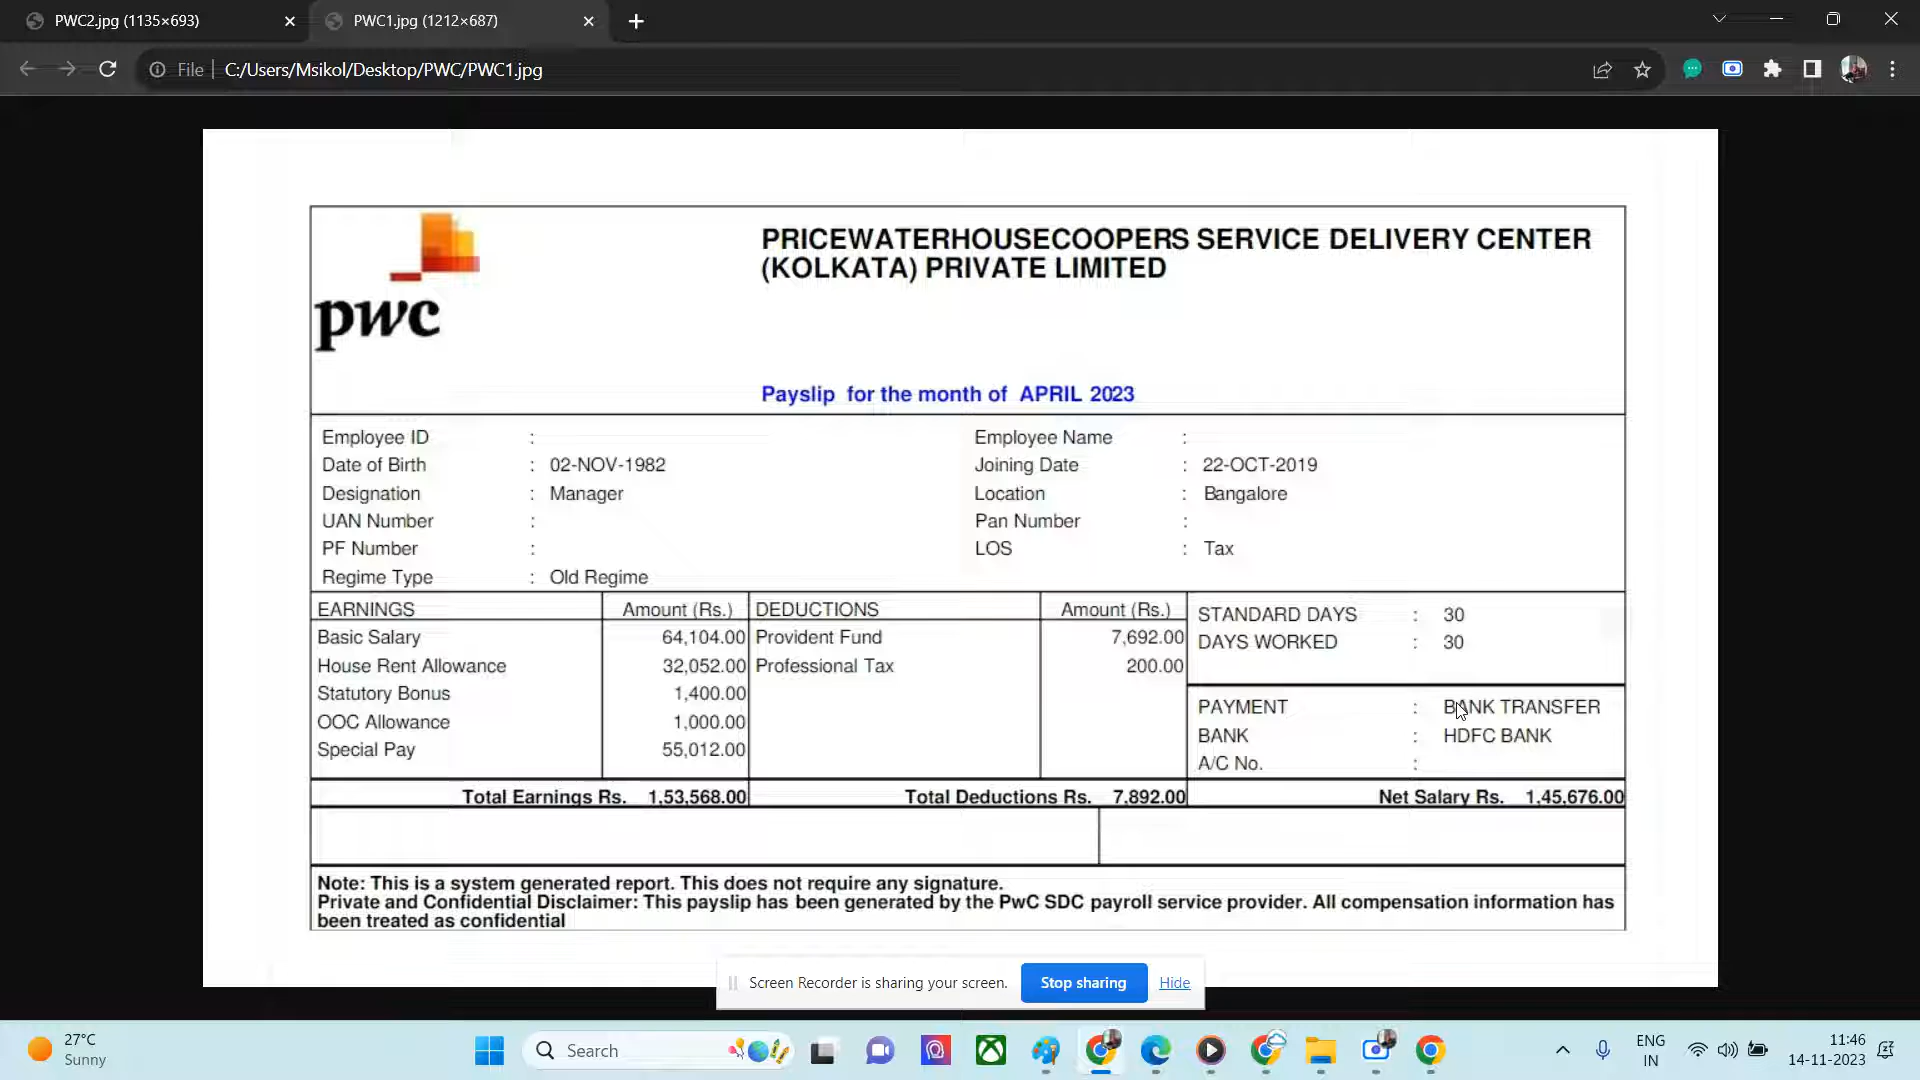 PWC2.jpg (1135×693)
PWC1.jpg (1212×687)
File C:/Users/Msikol/Desktop/PWC/PWC1.jpg
pwc
PRICEWATERHOUSECOOPERS SERVICE DELIVERY CENTER
(KOLKATA) PRIVATE LIMITED
Payslip for the month of APRIL 2023
Employee ID : Employee Name :
Date of Birth : 02-NOV-1982 Joining Date : 22-OCT-2019
Designation : Manager Location : Bangalore
UAN Number : Pan Number :
PF Number : LOS : Tax
Regime Type : Old Regime
EARNINGS Amount (Rs.) DEDUCTIONS Amount (Rs.) STANDARD DAYS : 30
Basic Salary 64,104.00 Provident Fund 7,692.00 DAYS WORKED : 30
House Rent Allowance 32,052.00 Professional Tax 200.00
Statutory Bonus 1,400.00
OOC Allowance 1,000.00 PAYMENT : BANK TRANSFER
Special Pay 55,012.00 BANK : HDFC BANK
A/C No. :
Total Earnings Rs. 1,53,568.00 Total Deductions Rs. 7,892.00 Net Salary Rs. 1,45,676.00
Note: This is a system generated report. This does not require any signature.
Private and Confidential Disclaimer: This payslip has been generated by the PwC SDC payroll service provider. All compensation information has
been treated as confidential
Screen Recorder is sharing your screen. Stop sharing Hide
27°C
Sunny
Search
ENG
IN
11:46
14-11-2023